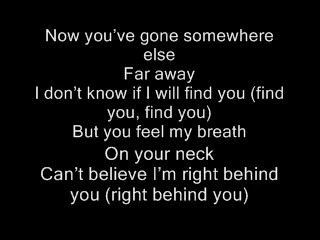 Now you've gone somewhere
else
Far away
I don't know if I will find you (find
you, find you)
But you feel my breath
On your neck
Can't believe I'm right behind
you (right behind you)